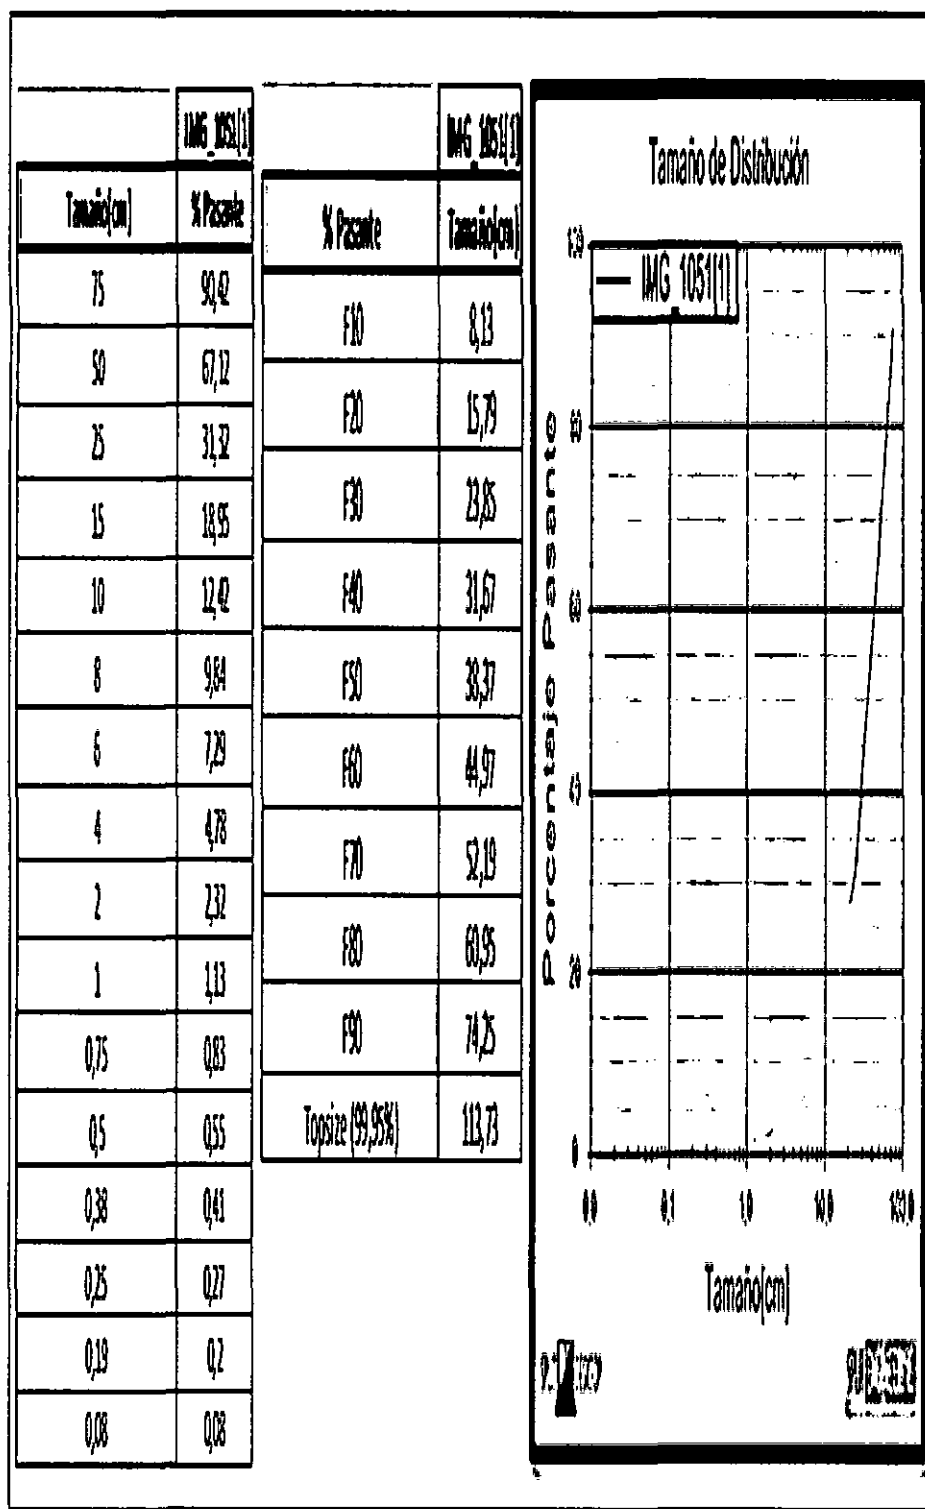 IMG_1051[1]
Tamaño[cm] % Pasante
75 90,42
50 67,12
25 31,32
15 18,95
10 12,42
8 9,84
6 7,29
4 4,78
2 2,32
1 1,13
0,75 0,83
0,5 0,55
0,38 0,41
0,25 0,27
0,19 0,2
0,08 0,08
IMG_1051[1]
% Pasante Tamaño[cm]
F10 8,13
F20 15,79
F30 23,85
F40 31,67
F50 38,37
F60 44,97
F70 52,19
F80 60,95
F90 74,25
Topsize (99,95%) 113,73
Tamaño de Distribución
IMG_1051[1]
Porcentaje Pasante
100
80
60
40
20
0
0,0 0,1 1,0 10,0 100,0
Tamaño[cm]